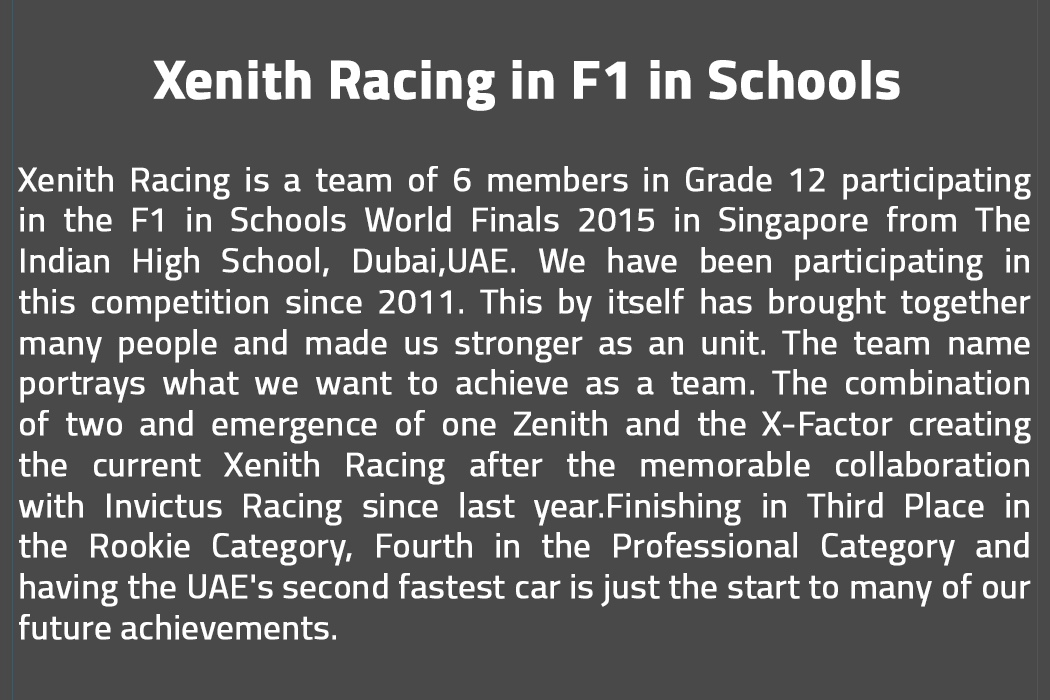 Xenith Racing in F1 in Schools
Xenith Racing is a team of 6 members in Grade 12 participating
in the F1 in Schools World Finals 2015 in Singapore from The
Indian High School, Dubai,UAE. We have been participating in
this competition since 2011. This by itself has brought together
many people and made us stronger as an unit. The team name
portrays what we want to achieve as a team. The combination
of two and emergence of one Zenith and the X-Factor creating
the current Xenith Racing after the memorable collaboration
with Invictus Racing since last year.Finishing in Third Place in
the Rookie Category, Fourth in the Professional Category and
having the UAE's second fastest car is just the start to many of our
future achievements.